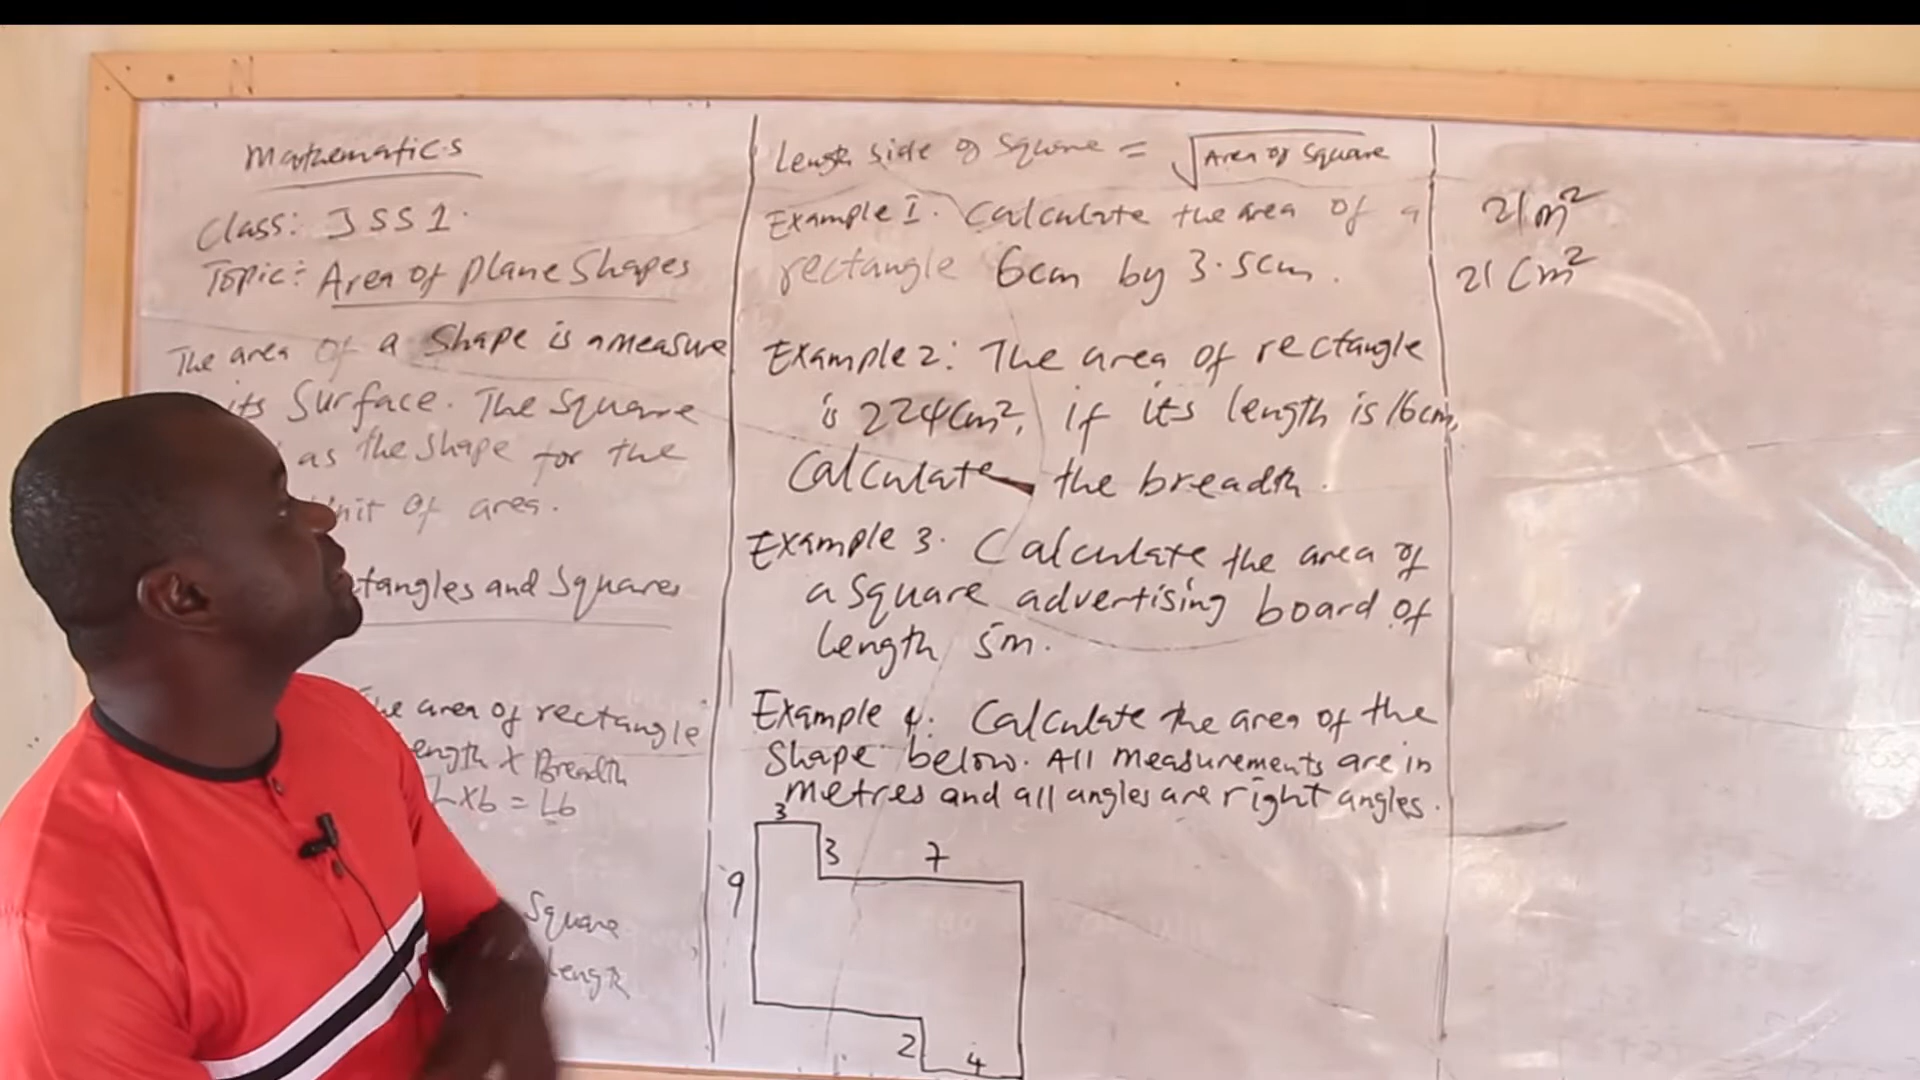 N
Mathematics
Class: JSS1.
Topic: Area of plane Shapes
The area of a shape is a measure
its surface. The square
as the shape for the
unit of area.
tangles and Squares
he area of rectangle
ength x Breadth
L x b = Lb
Square
Length
Length side of square = √Area of square
Example 1. Calculate the area of a
rectangle 6cm by 3.5cm.
Example 2: The area of rectangle
is 224cm², if its length is 16cm,
Calculate the breadth.
Example 3. Calculate the area of
a square advertising board of
length 5m.
Example 4. Calculate the area of the
shape below. All measurements are in
metres and all angles are right angles.
3
3
7
9
2
4
21m²
21cm²